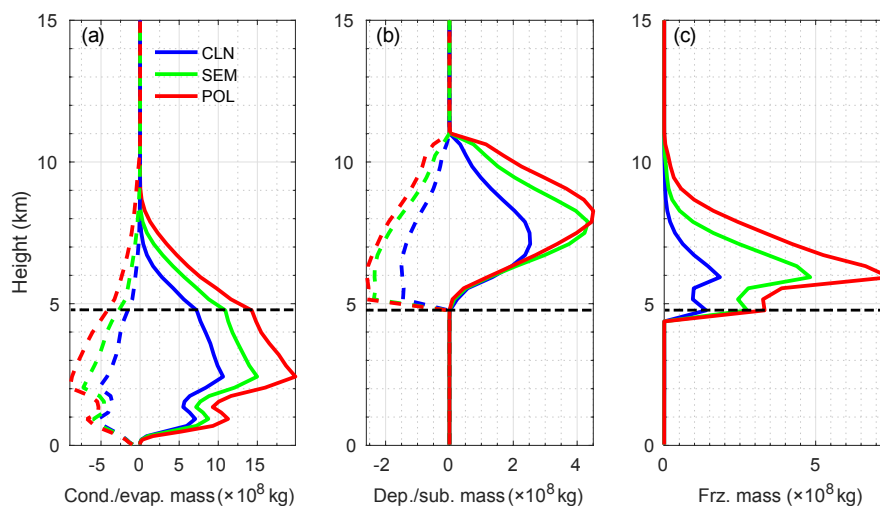 (a)
(b)
(c)
CLN
SEM
POL
15
10
5
0
15
10
5
0
15
10
5
0
Height (km)
-5 0 5 10 15
-2 0 2 4
0 5
Cond./evap. mass (×10⁸ kg)
Dep./sub. mass (×10⁸ kg)
Frz. mass (×10⁸ kg)